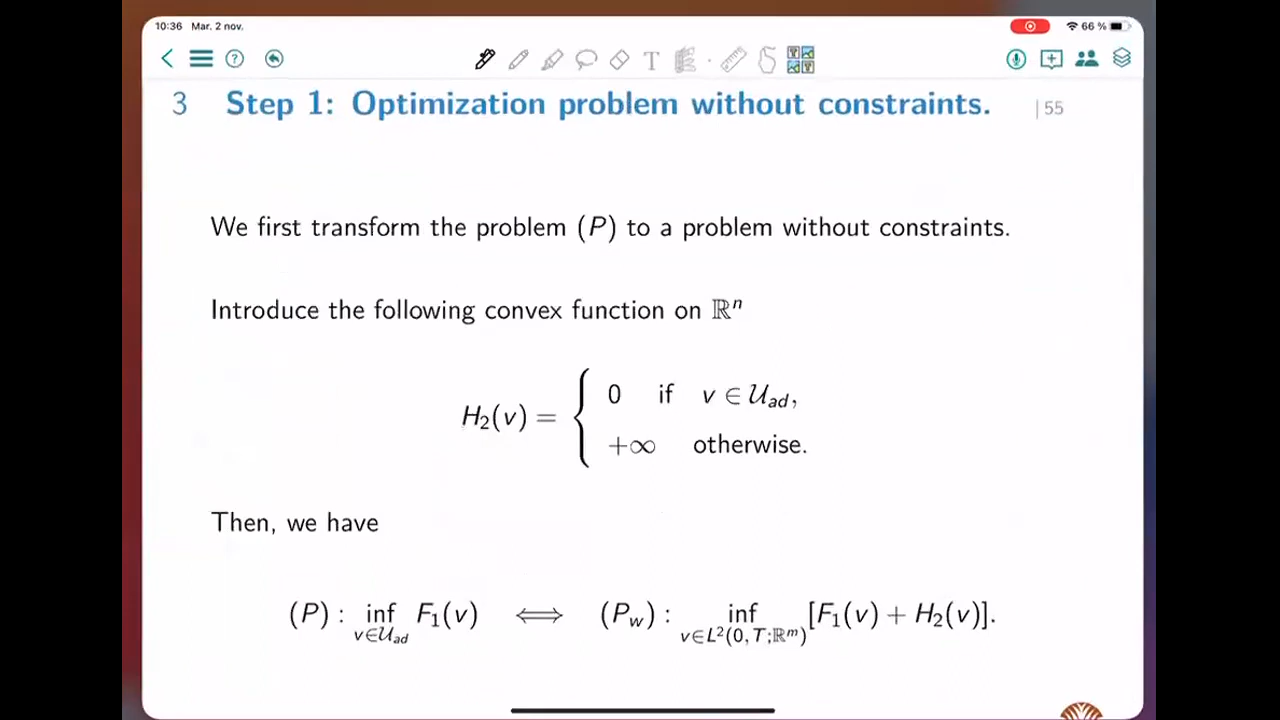 10:36 Mar. 2 nov. 66 %
3 Step 1: Optimization problem without constraints. | 55
We first transform the problem (P) to a problem without constraints.
Introduce the following convex function on ℝⁿ
H₂(v) = { 0 if v ∈ 𝒰_ad,
+∞ otherwise.
Then, we have
(P) : inf_{v∈𝒰_ad} F₁(v) ⟺ (P_w) : inf_{v∈L²(0,T;ℝᵐ)} [F₁(v) + H₂(v)].